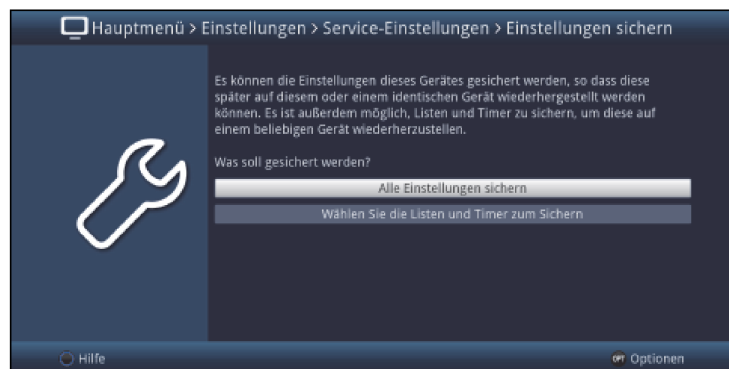 Hauptmenü > Einstellungen > Service-Einstellungen > Einstellungen sichern
Es können die Einstellungen dieses Gerätes gesichert werden, so dass diese
später auf diesem oder einem identischen Gerät wiederhergestellt werden
können. Es ist außerdem möglich, Listen und Timer zu sichern, um diese auf
einem beliebigen Gerät wiederherzustellen.
Was soll gesichert werden?
Alle Einstellungen sichern
Wählen Sie die Listen und Timer zum Sichern
Hilfe
OPT Optionen